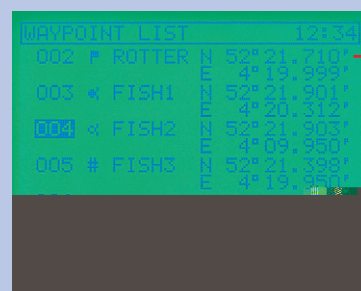 WAYPOINT LIST 12:34
002 ROTTER N 52°21.710'
E 4°19.999'
003 FISH1 N 52°21.901'
E 4°20.312'
004 FISH2 N 52°21.903'
E 4°09.950'
005 # FISH3 N 52°21.398'
E 4°19.950'